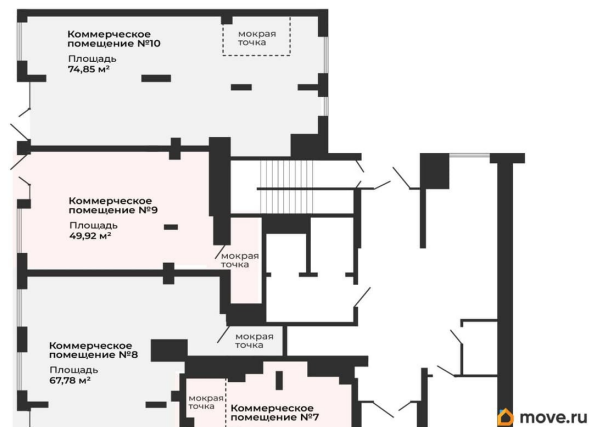 Коммерческое
помещение №10
Площадь
74,85 м²
мокрая
точка
Коммерческое
помещение №9
Площадь
49,92 м²
мокрая
точка
Коммерческое
помещение №8
Площадь
67,78 м²
мокрая
точка
мокрая
точка
Коммерческое
помещение №7
move.ru